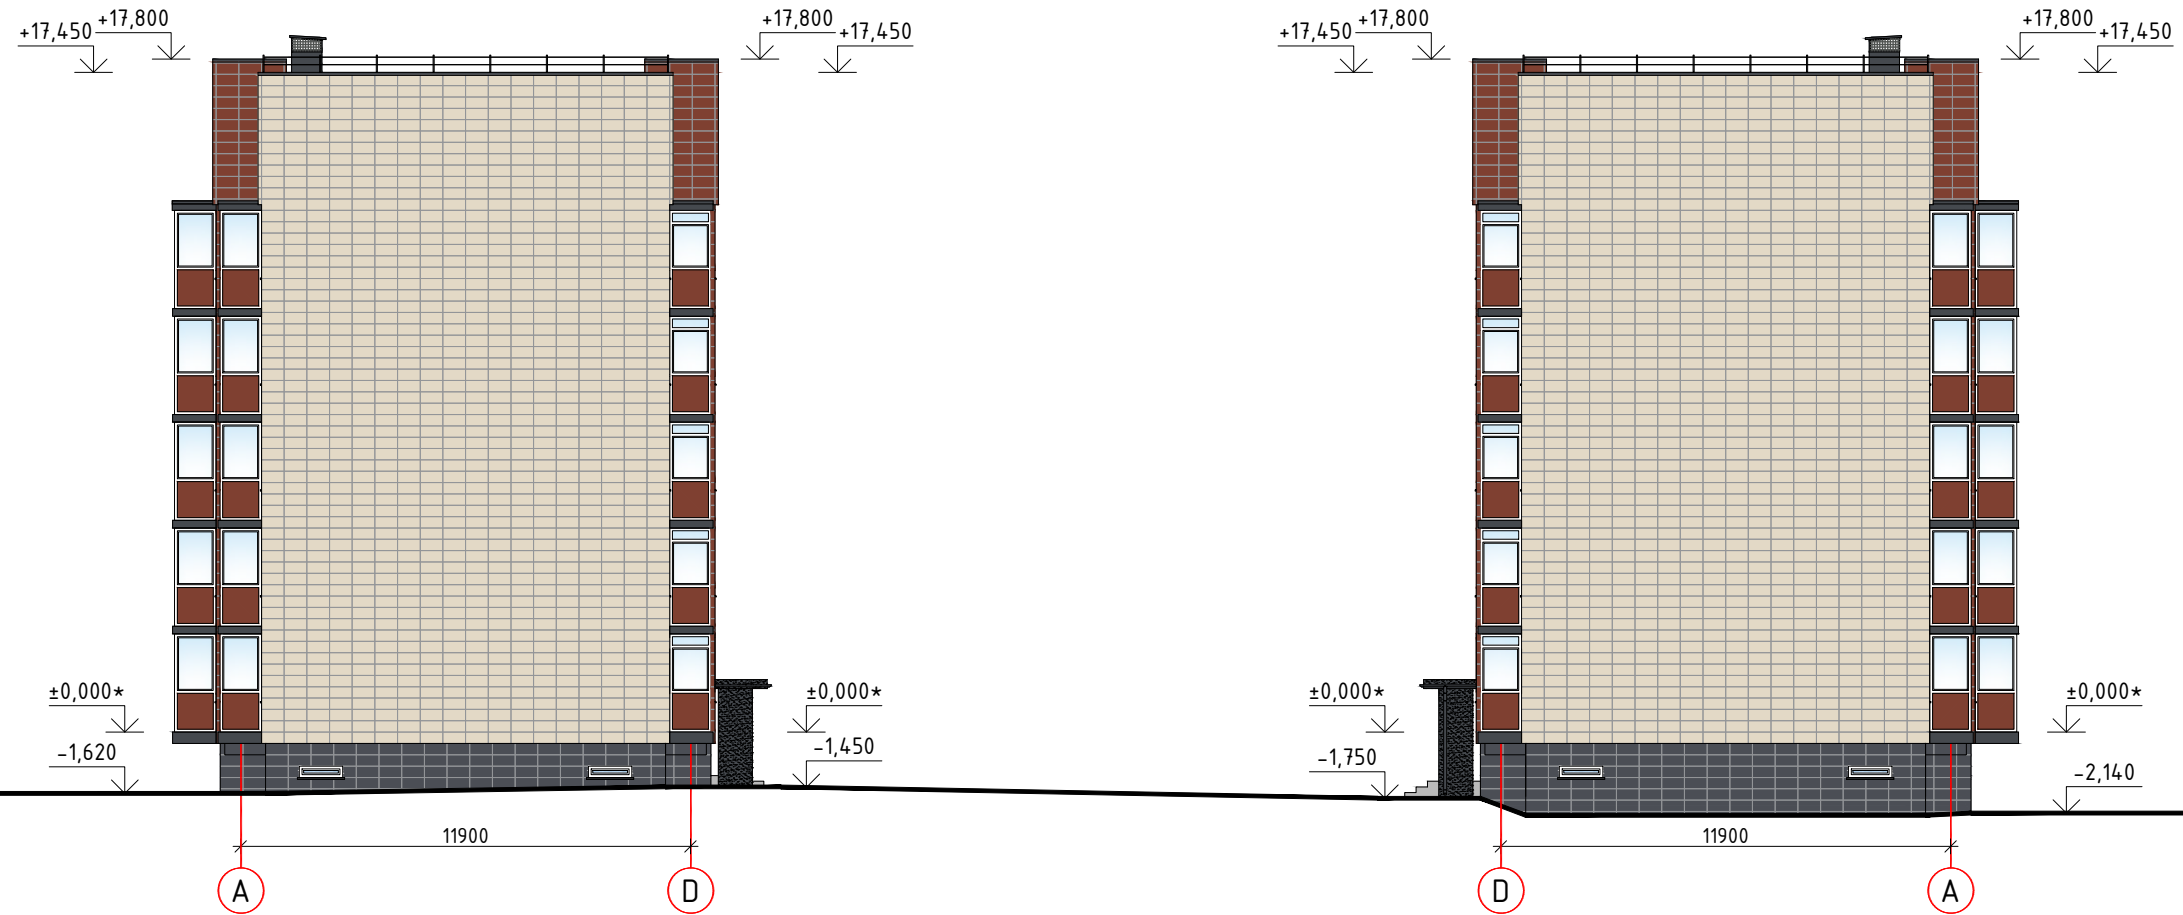 +17,800 +17,800 +17,800 +17,800
+17,450 +17,450 +17,450 +17,450
±0,000* ±0,000* ±0,000* ±0,000*
-1,620 -1,450 -1,750 -2,140
11900 11900
A D D A